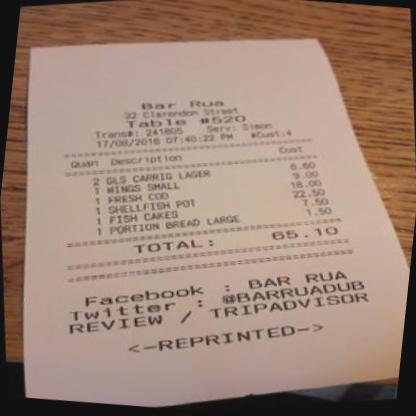 Bar Rua
32 Clarendon Street
Table #520
Trans#: 241805 Serv: Simon
17/08/2016 07:40:22 PM #Cust:4
Quan Description Cost
2 GLS CARRIG LAGER 6.60
1 WINGS SMALL 9.00
1 FRESH COD 18.00
1 SHELLFISH POT 22.50
1 FISH CAKES 7.50
1 PORTION BREAD LARGE 1.50
TOTAL: 65.10
Facebook : BAR RUA
Twitter : @BARRUADUB
REVIEW / TRIPADVISOR
<-REPRINTED->